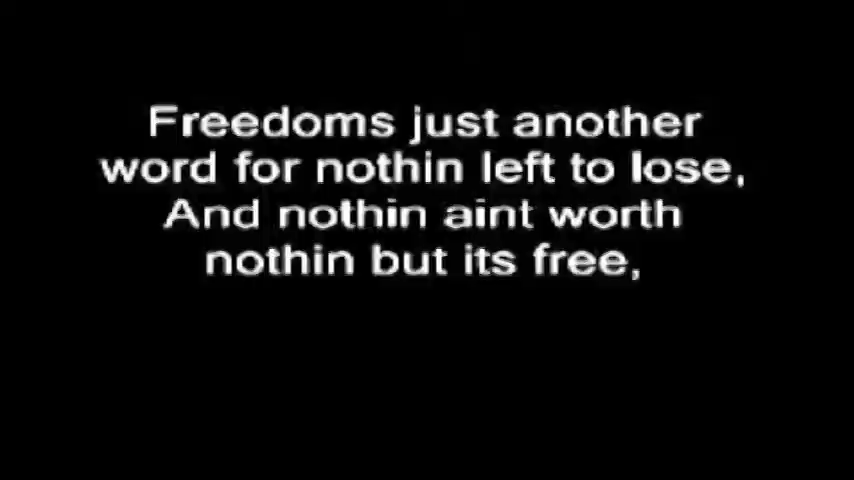 Freedoms just another
word for nothin left to lose,
And nothin aint worth
nothin but its free,